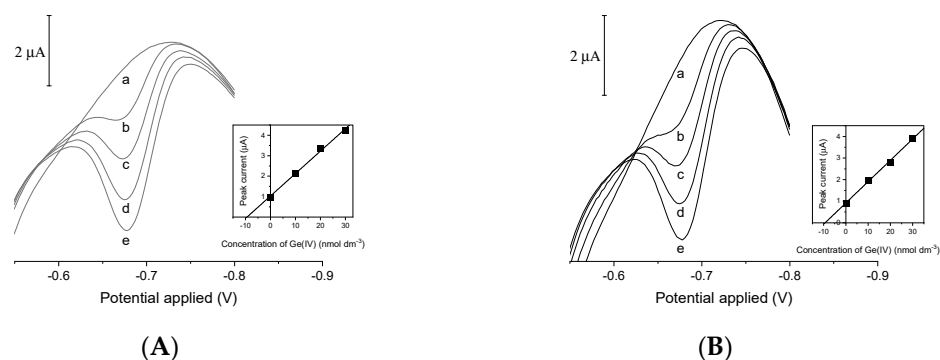 2 µA
a
b
c
d
e
Peak current (µA)
4
3
2
1
0
-10 0 10 20 30
Concentration of Ge(IV) (nmol dm⁻³)
-0.6 -0.7 -0.8 -0.9
Potential applied (V)
(A)
2 µA
a
b
c
d
e
Peak current (µA)
4
3
2
1
0
-10 0 10 20 30
Concentration of Ge(IV) (nmol dm⁻³)
-0.6 -0.7 -0.8 -0.9
Potential applied (V)
(B)